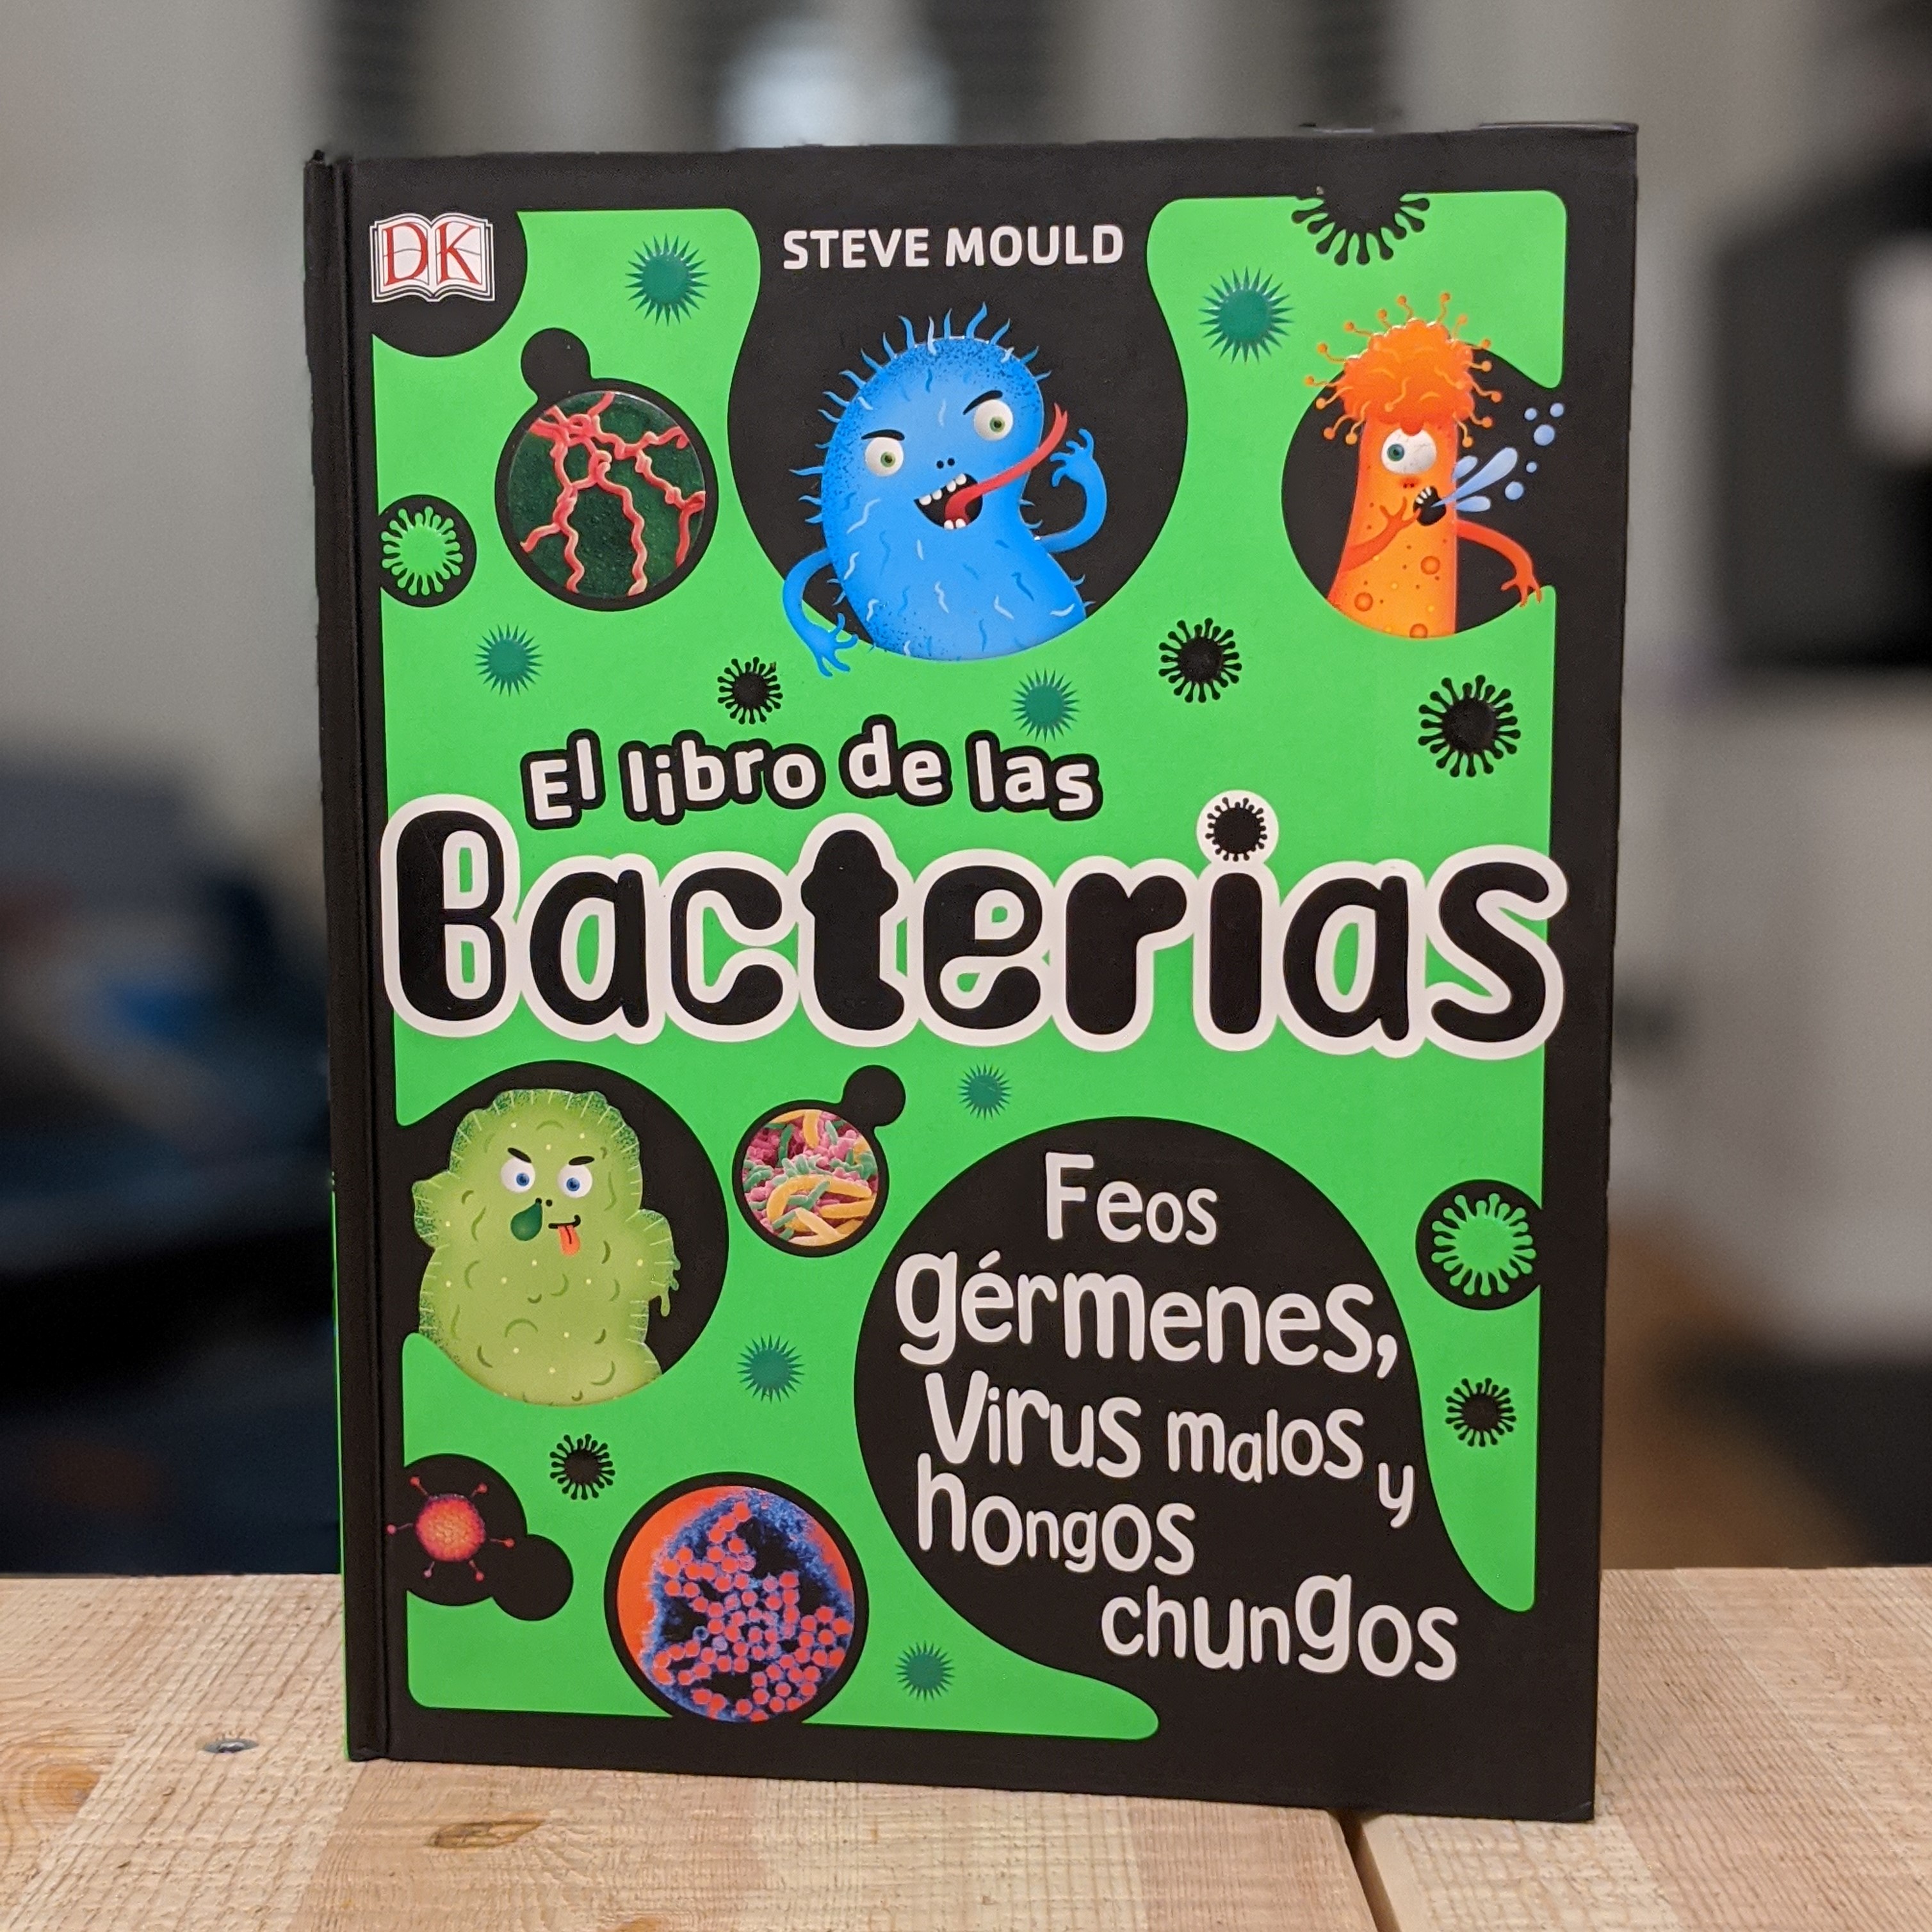 DK
STEVE MOULD
El libro de las
Bacterias
Feos
gérmenes,
Virus malos y
hongos
chungos